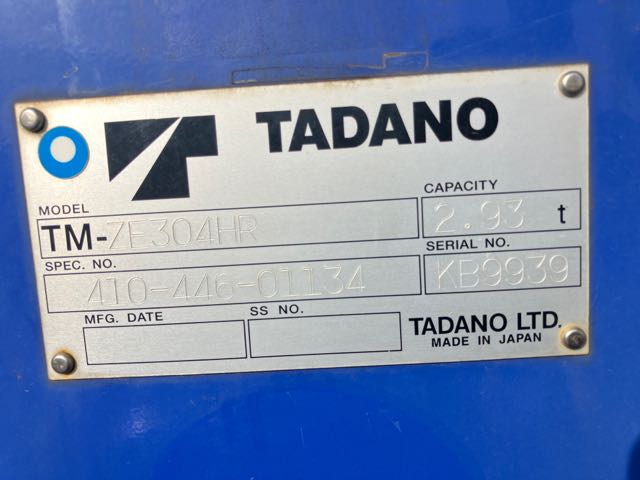 TADANO
MODEL
TM-ZE304HR
CAPACITY
2.93 t
SPEC. NO.
410-446-01134
SERIAL NO.
KB9939
MFG. DATE
SS NO.
TADANO LTD.
MADE IN JAPAN